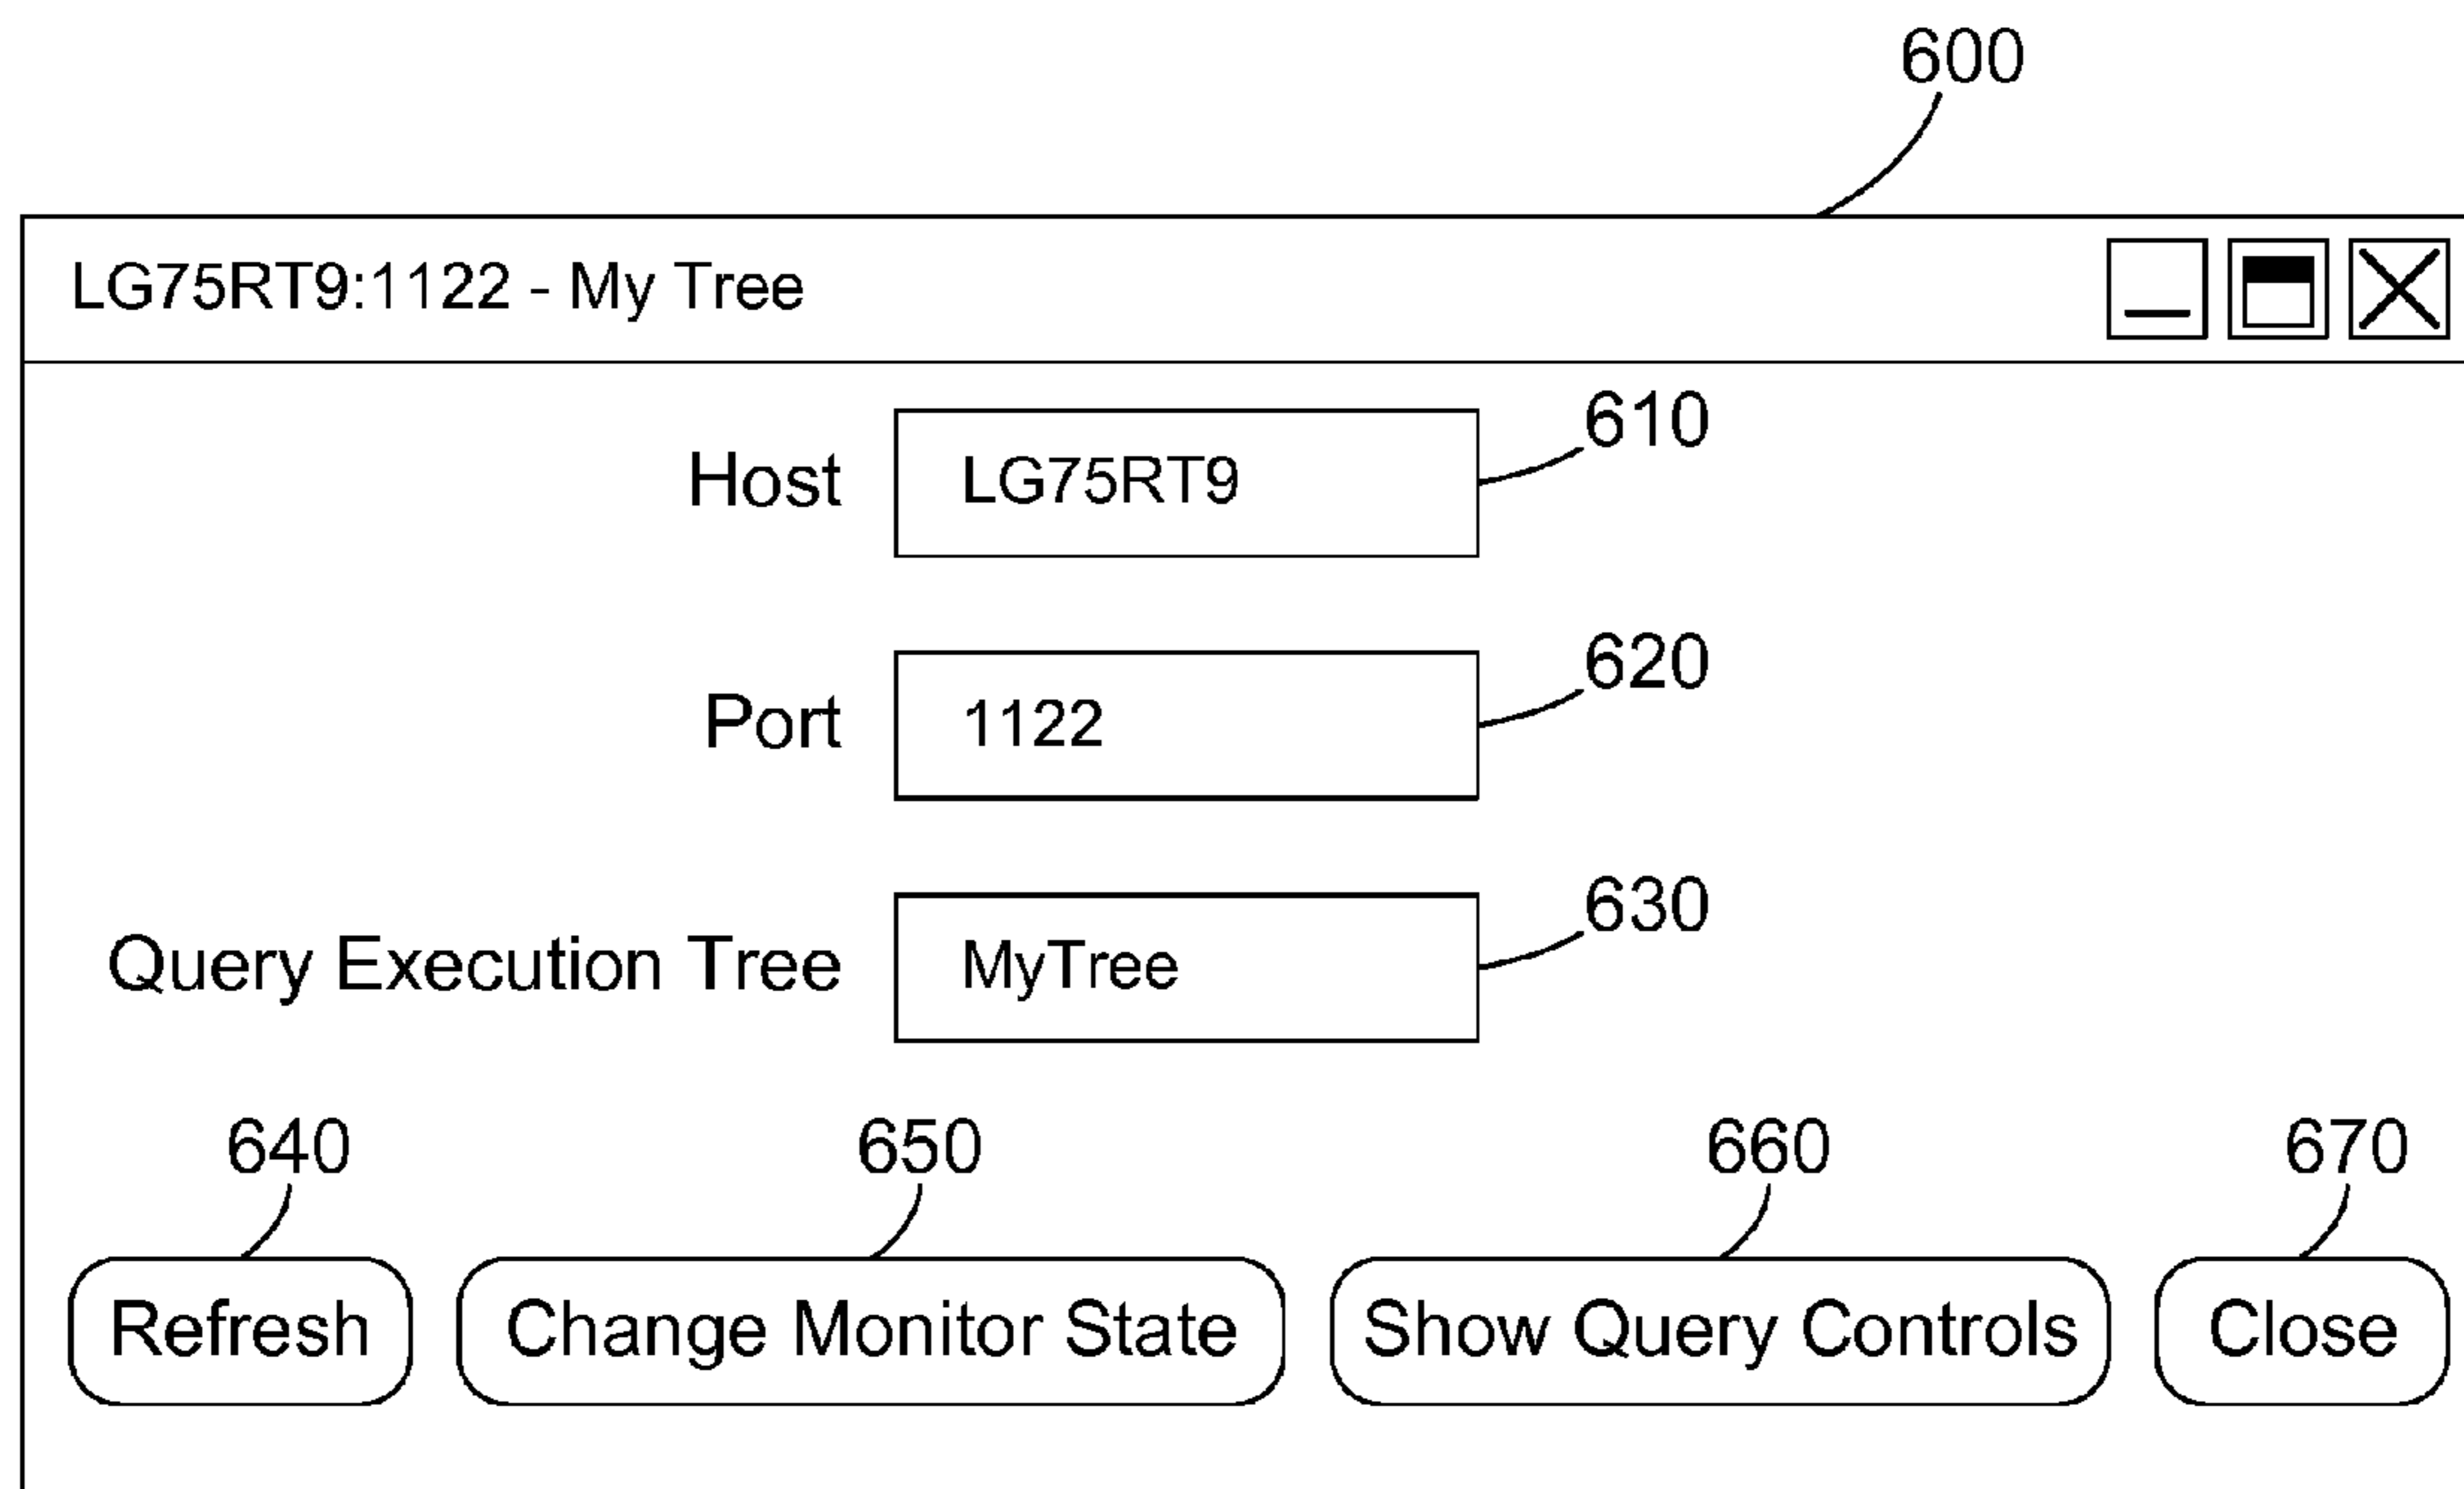 600
LG75RT9:1122 - My Tree
Host LG75RT9 610
Port 1122 620
Query Execution Tree MyTree 630
640 650 660 670
Refresh Change Monitor State Show Query Controls Close